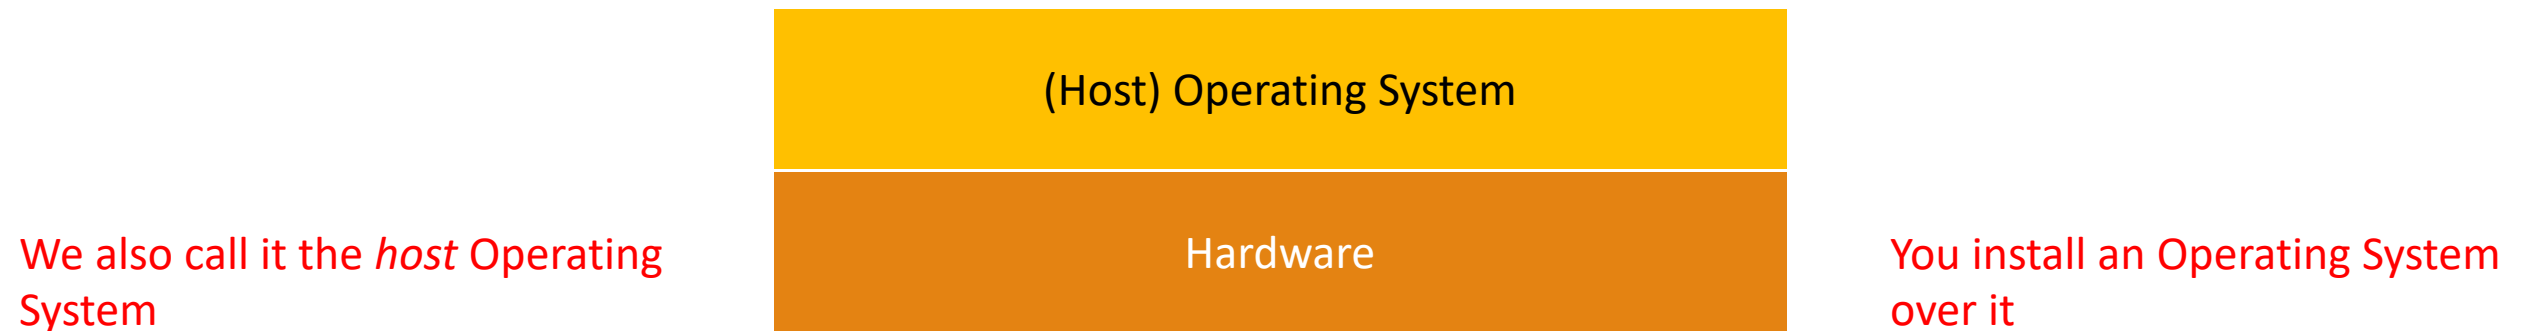 (Host) Operating System
We also call it the host Operating
System
Hardware
You install an Operating System
over it